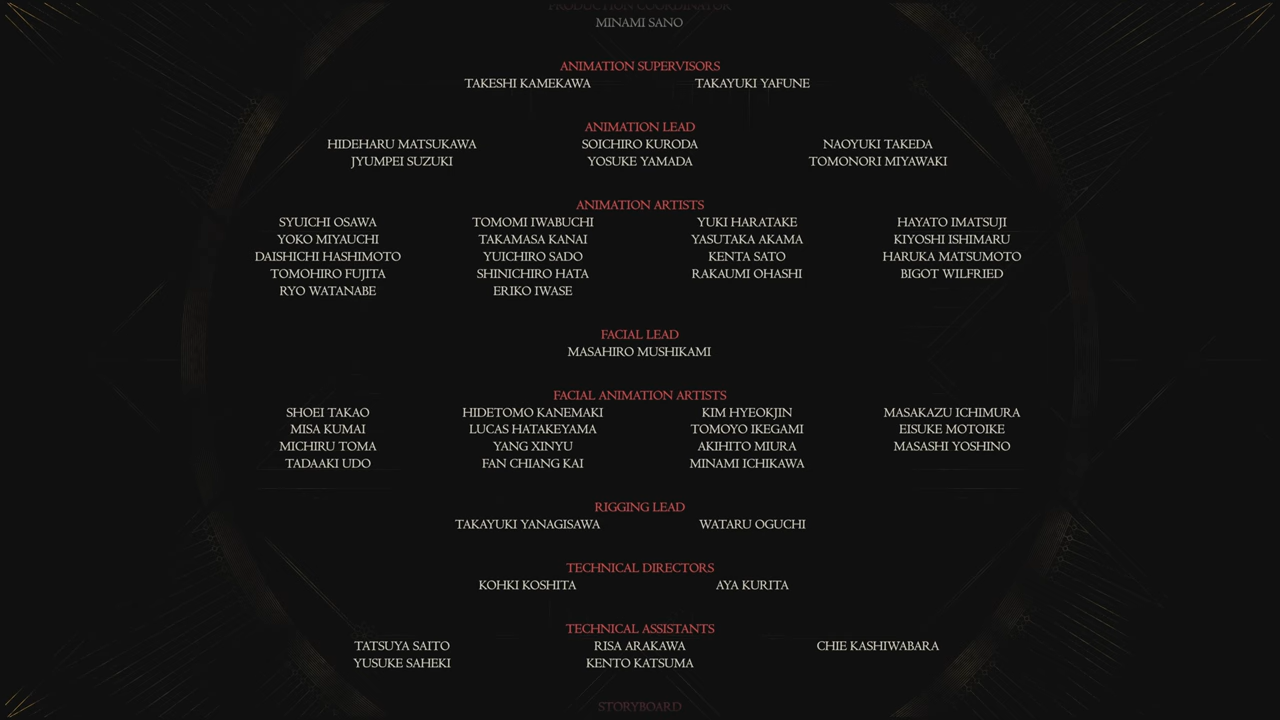 PRODUCTION COORDINATOR
MINAMI SANO
ANIMATION SUPERVISORS
TAKESHI KAMEKAWA TAKAYUKI YAFUNE
ANIMATION LEAD
HIDEHARU MATSUKAWA SOICHIRO KURODA NAOYUKI TAKEDA
JYUMPEI SUZUKI YOSUKE YAMADA TOMONORI MIYAWAKI
ANIMATION ARTISTS
SYUICHI OSAWA TOMOMI IWABUCHI YUKI HARATAKE HAYATO IMATSUJI
YOKO MIYAUCHI TAKAMASA KANAI YASUTAKA AKAMA KIYOSHI ISHIMARU
DAISHICHI HASHIMOTO YUICHIRO SADO KENTA SATO HARUKA MATSUMOTO
TOMOHIRO FUJITA SHINICHIRO HATA RAKAUMI OHASHI BIGOT WILFRIED
RYO WATANABE ERIKO IWASE
FACIAL LEAD
MASAHIRO MUSHIKAMI
FACIAL ANIMATION ARTISTS
SHOEI TAKAO HIDETOMO KANEMAKI KIM HYEOKJIN MASAKAZU ICHIMURA
MISA KUMAI LUCAS HATAKEYAMA TOMOYO IKEGAMI EISUKE MOTOIKE
MICHIRU TOMA YANG XINYU AKIHITO MIURA MASASHI YOSHINO
TADAAKI UDO FAN CHIANG KAI MINAMI ICHIKAWA
RIGGING LEAD
TAKAYUKI YANAGISAWA WATARU OGUCHI
TECHNICAL DIRECTORS
KOHKI KOSHITA AYA KURITA
TECHNICAL ASSISTANTS
TATSUYA SAITO RISA ARAKAWA CHIE KASHIWABARA
YUSUKE SAHEKI KENTO KATSUMA
STORYBOARD